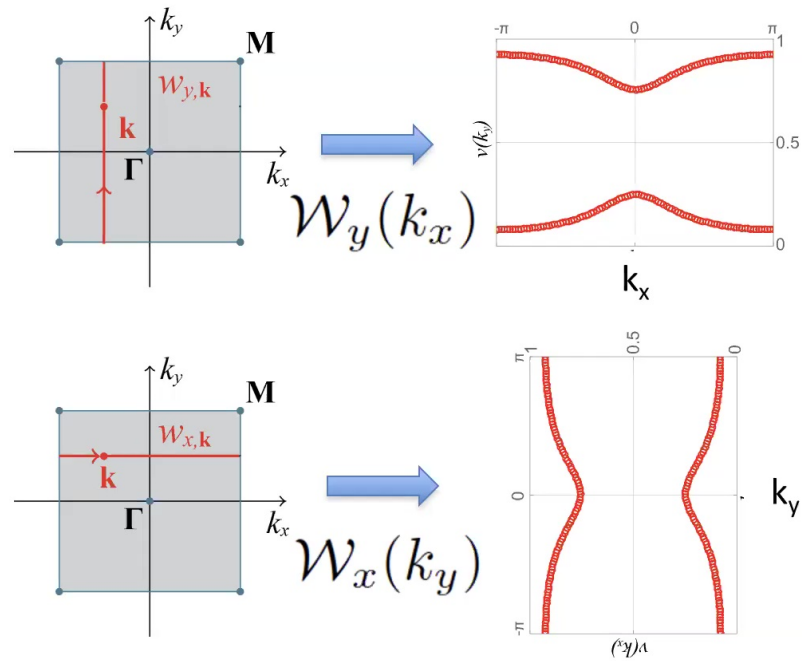 k_y
M
𝒲_{y,k}
k
Γ
k_x
𝒲_y(k_x)
-π 0 π
1
0.5
0
ν(k_y)
k_x
k_y
M
𝒲_{x,k}
k
Γ
k_x
𝒲_x(k_y)
1 0.5 0
π
0
-π
k_y
ν(k_x)